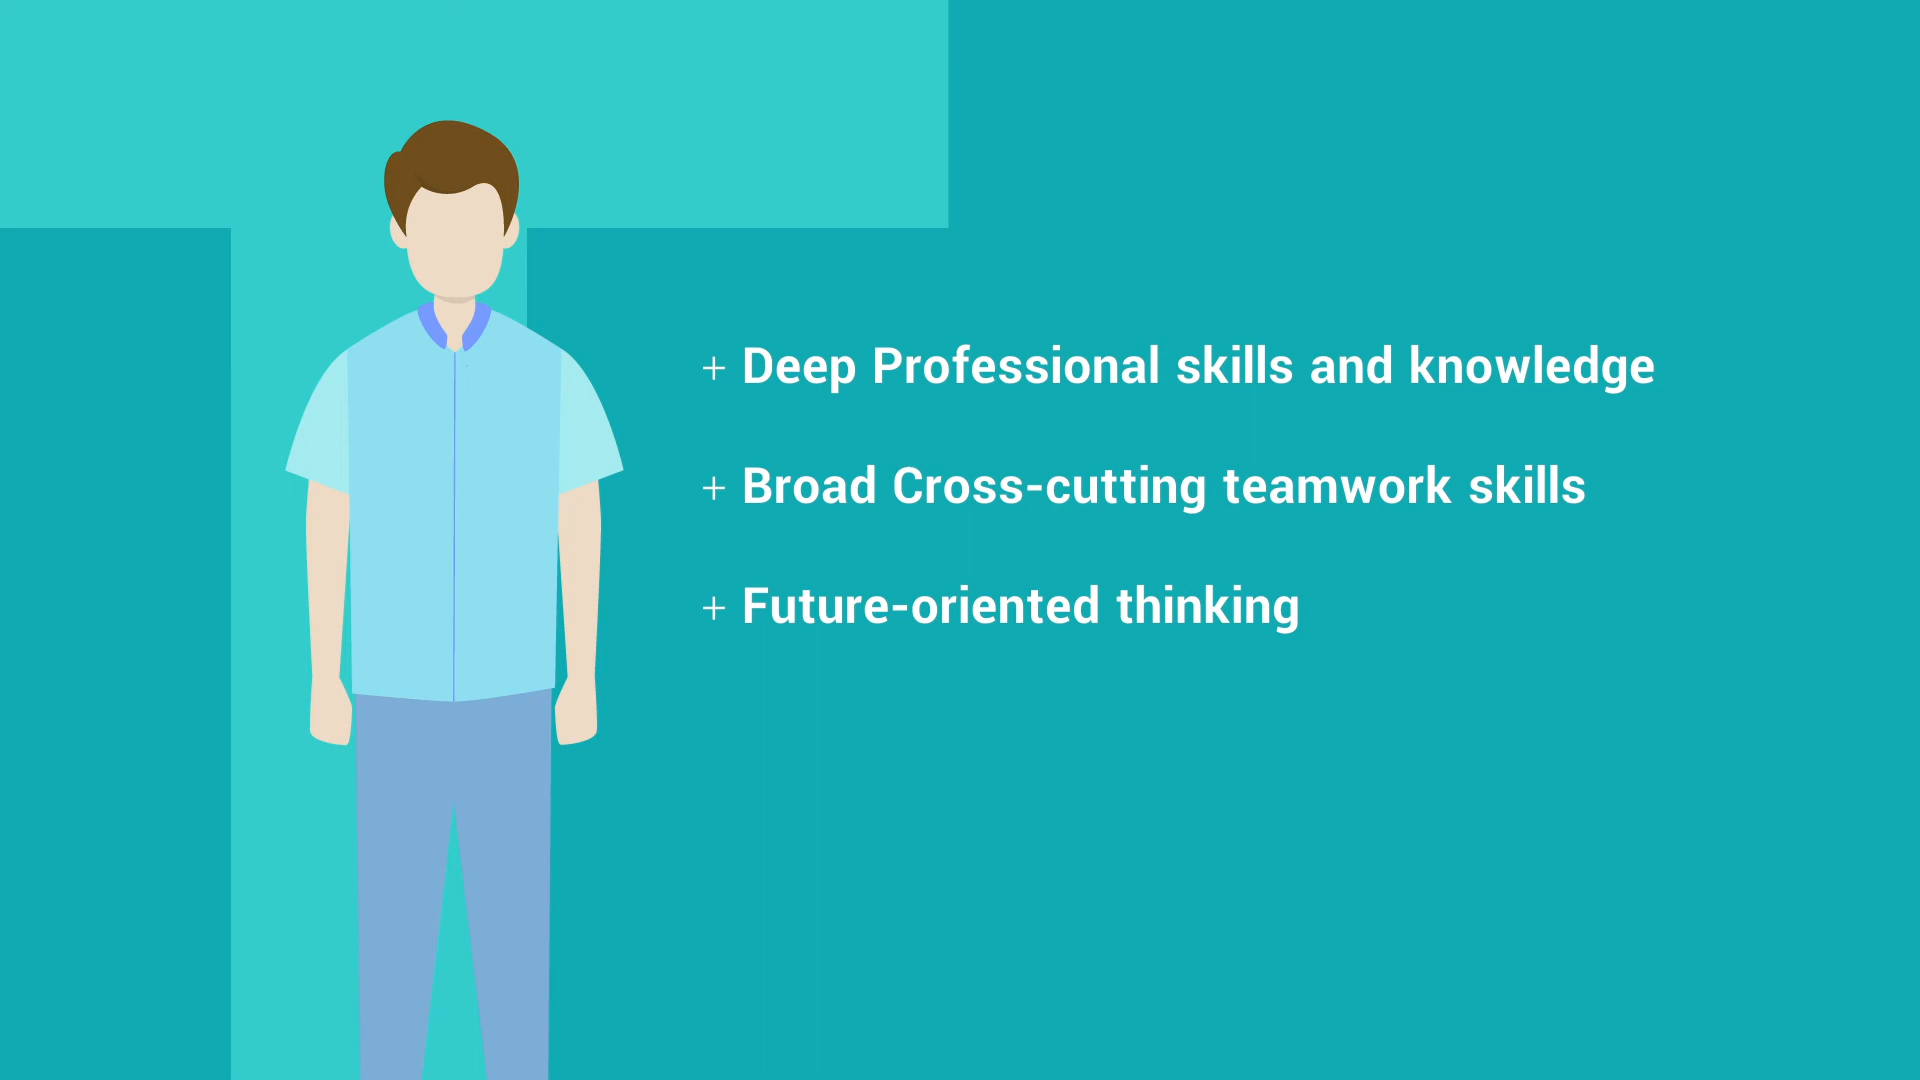 + Deep Professional skills and knowledge
+ Broad Cross-cutting teamwork skills
+ Future-oriented thinking